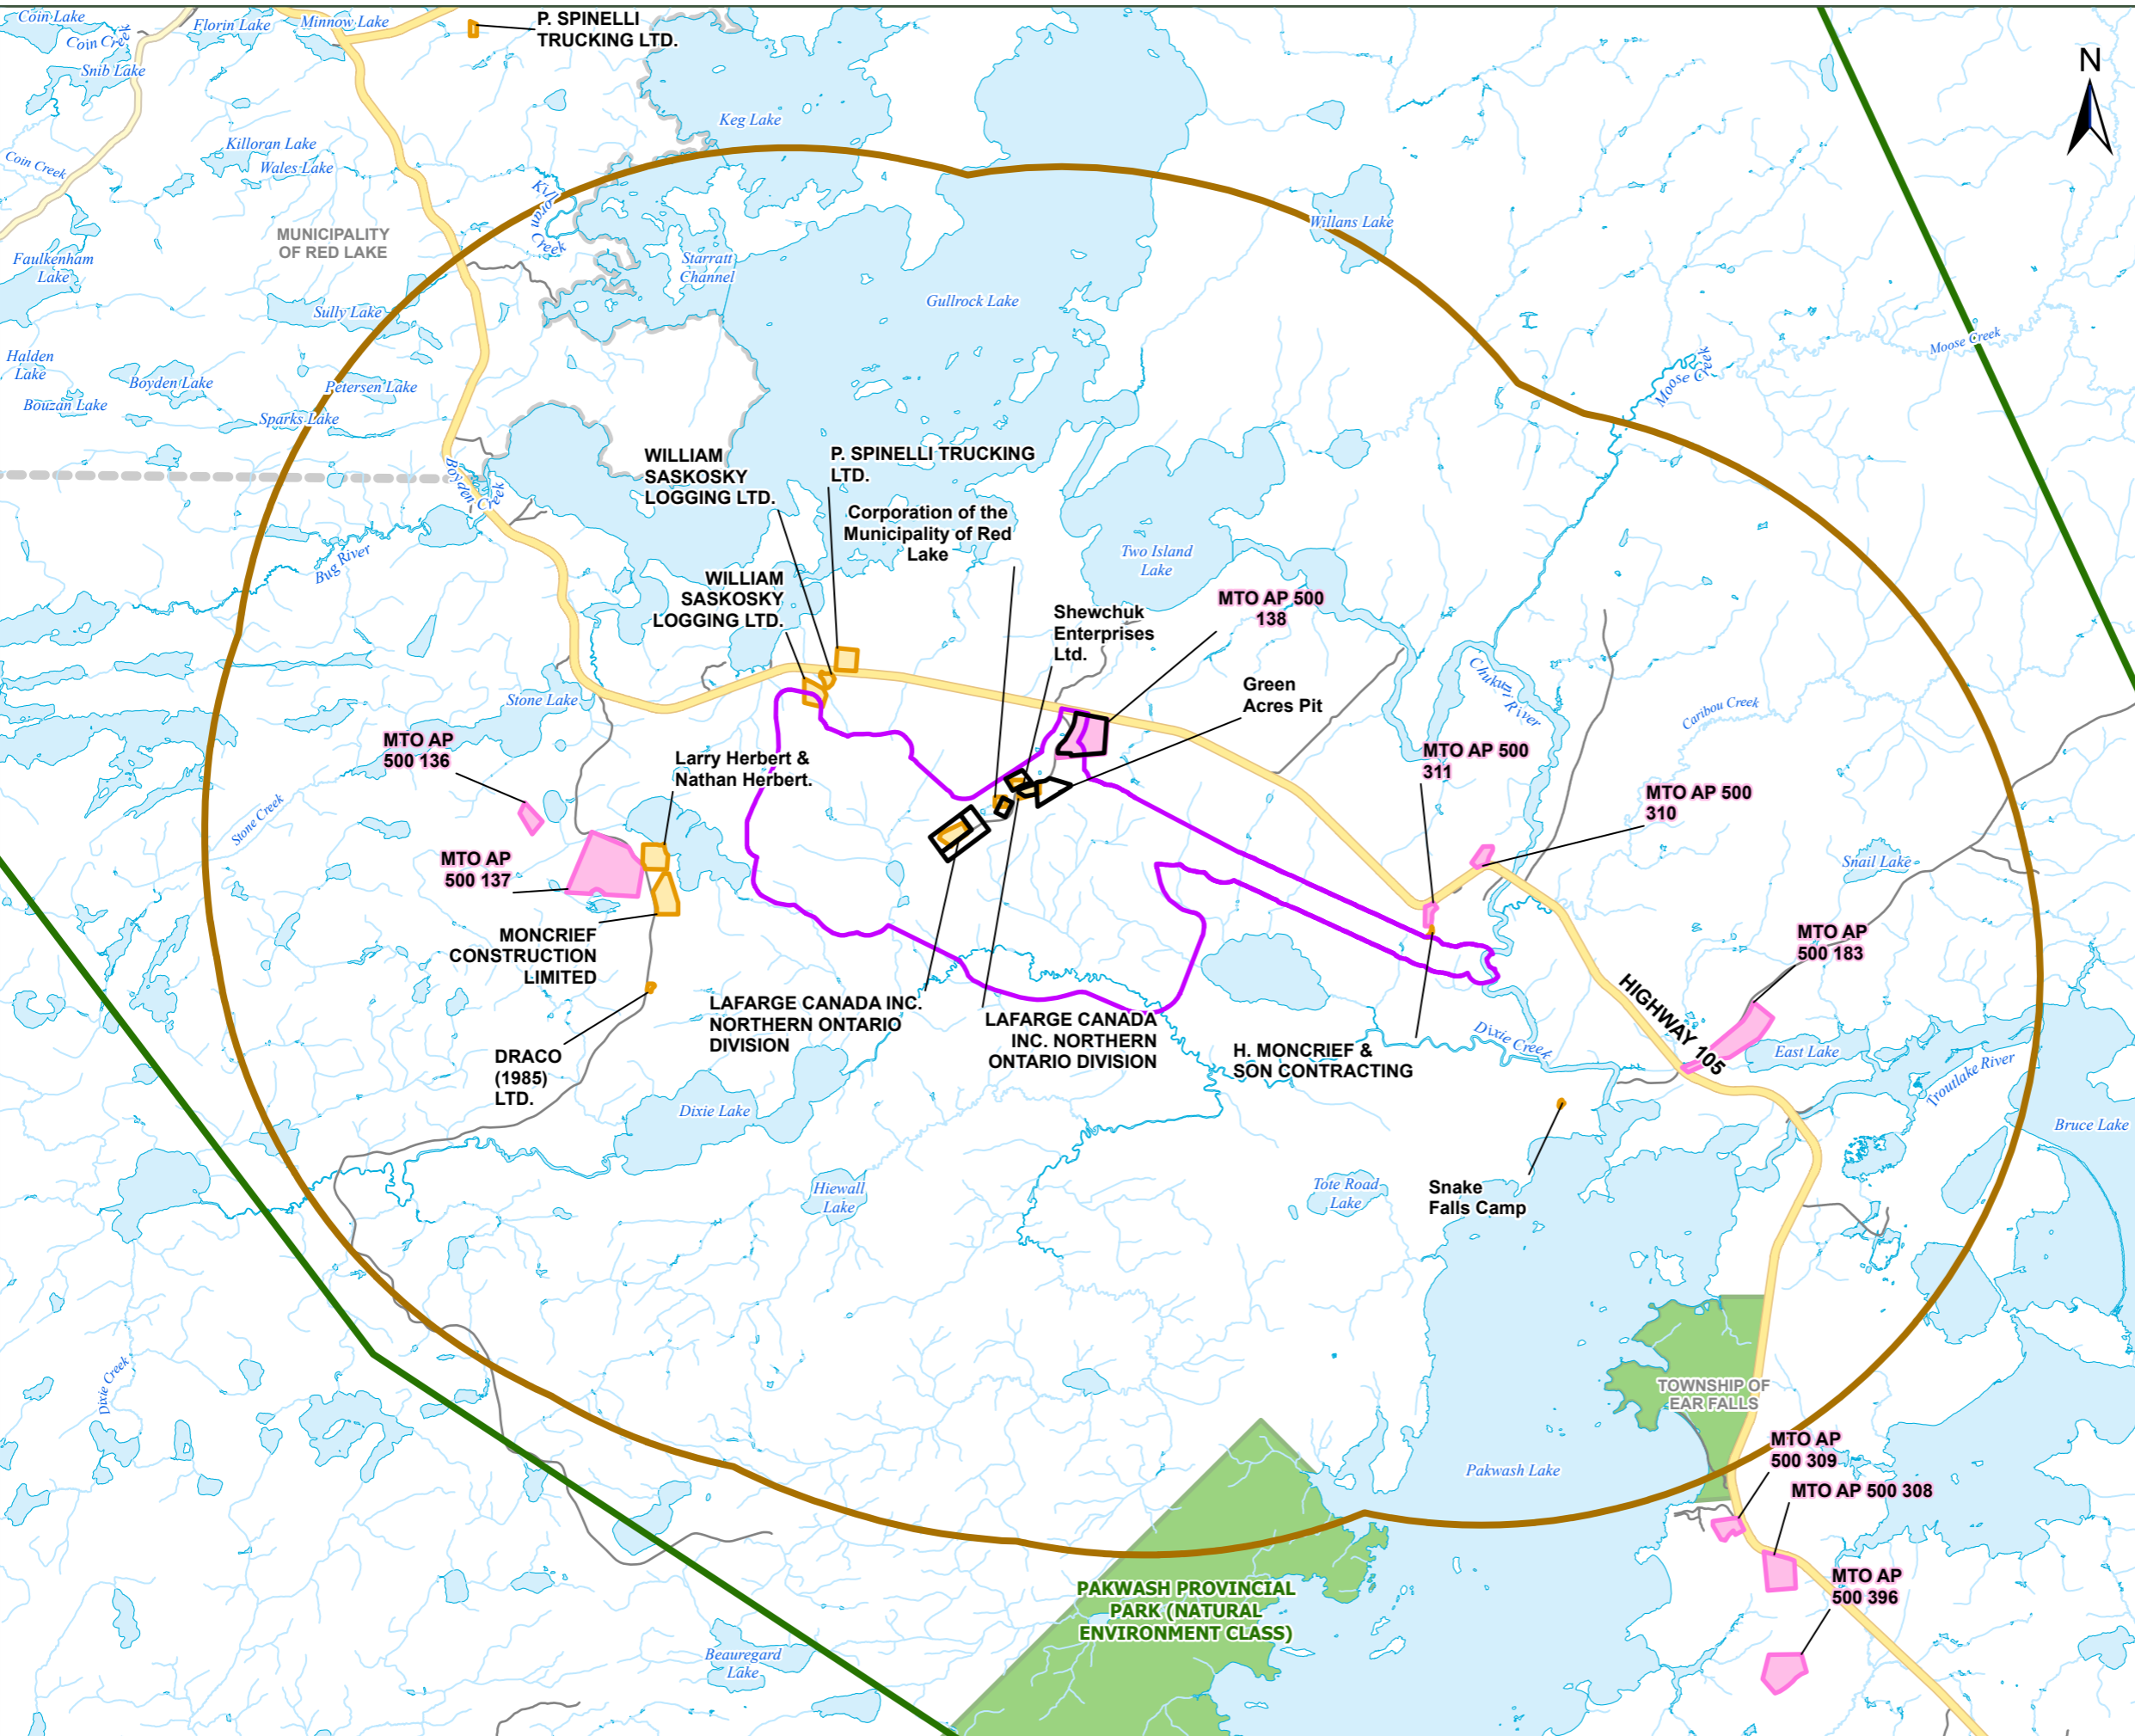 Coin Lake
Florin Lake
Minnow Lake
P. SPINELLI
TRUCKING LTD.
Coin Creek
Snib Lake
N
Keg Lake
Killoran Lake
Wales Lake
Coin Creek
Killoran
Creek
Willans Lake
MUNICIPALITY
OF RED LAKE
Faulkenham
Lake
Starratt
Channel
Gullrock Lake
Sully Lake
Moose Creek
Moose Creek
Halden
Lake
Boyden Lake
Petersen Lake
Bouzan Lake
Sparks Lake
WILLIAM
SASKOSKY
LOGGING LTD.
P. SPINELLI TRUCKING
LTD.
Boyden Creek
Corporation of the
Municipality of Red
Lake
Bug River
Two Island
Lake
WILLIAM
SASKOSKY
LOGGING LTD.
MTO AP 500
138
Shewchuk
Enterprises
Ltd.
Chukuni River
Stone Lake
Green
Acres Pit
Caribou Creek
MTO AP
500 136
Larry Herbert &
Nathan Herbert.
MTO AP 500
311
MTO AP 500
310
Stone Creek
MTO AP
500 137
Snail Lake
MONCRIEF
CONSTRUCTION
LIMITED
MTO AP
500 183
LAFARGE CANADA INC.
NORTHERN ONTARIO
DIVISION
LAFARGE CANADA
INC. NORTHERN
ONTARIO DIVISION
HIGHWAY 105
Dixie Creek
H. MONCRIEF &
SON CONTRACTING
East Lake
DRACO
(1985)
LTD.
Troutlake River
Dixie Lake
Bruce Lake
Hiewall
Lake
Tote Road
Lake
Snake
Falls Camp
Dixie Creek
TOWNSHIP OF
EAR FALLS
MTO AP
500 309
Pakwash Lake
MTO AP 500 308
PAKWASH PROVINCIAL
PARK (NATURAL
ENVIRONMENT CLASS)
MTO AP
500 396
Beauregard
Lake